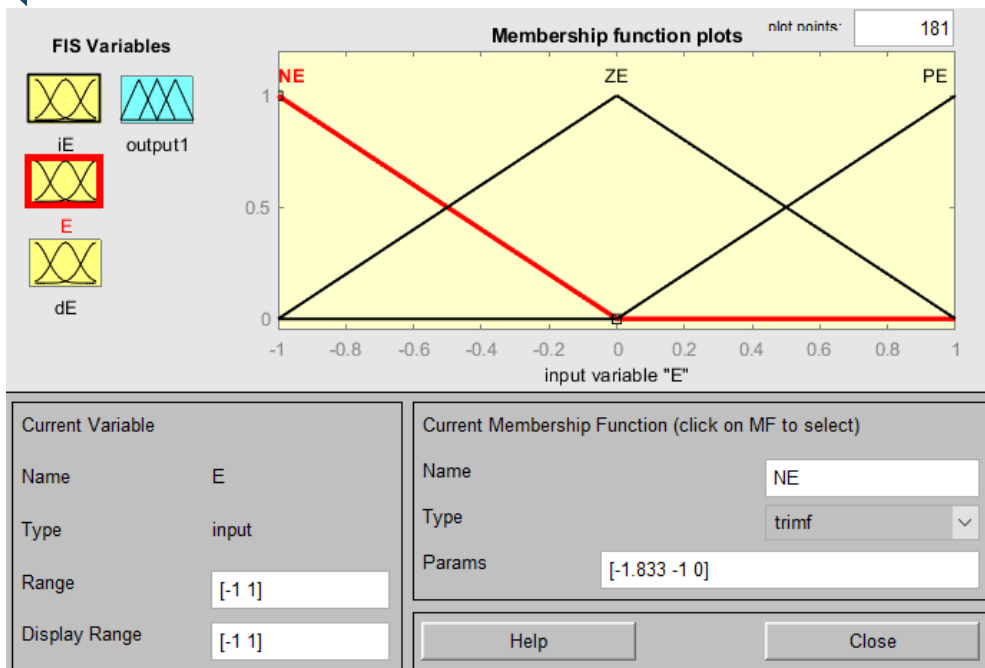 FIS Variables
iE
output1
E
dE
Membership function plots
plot points:
181
NE
ZE
PE
1
0.5
0
-1
-0.8
-0.6
-0.4
-0.2
0
0.2
0.4
0.6
0.8
1
input variable "E"
Current Variable
Name
E
Type
input
Range
[-1 1]
Display Range
[-1 1]
Current Membership Function (click on MF to select)
Name
NE
Type
trimf
Params
[-1.833 -1 0]
Help
Close